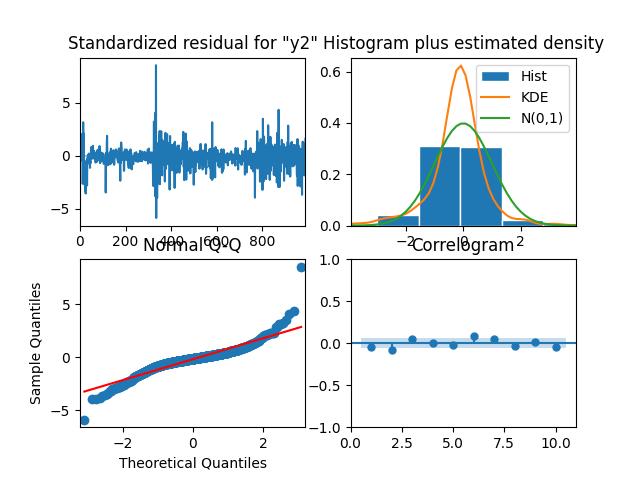 Standardized residual for "y2"
Histogram plus estimated density
5
0
−5
0 200 400 600 800
0.6
0.4
0.2
0.0
−2 0 2
Hist
KDE
N(0,1)
Normal Q-Q
Correlogram
Sample Quantiles
5
0
−5
−2 0 2
Theoretical Quantiles
1.0
0.5
0.0
−0.5
−1.0
0.0 2.5 5.0 7.5 10.0